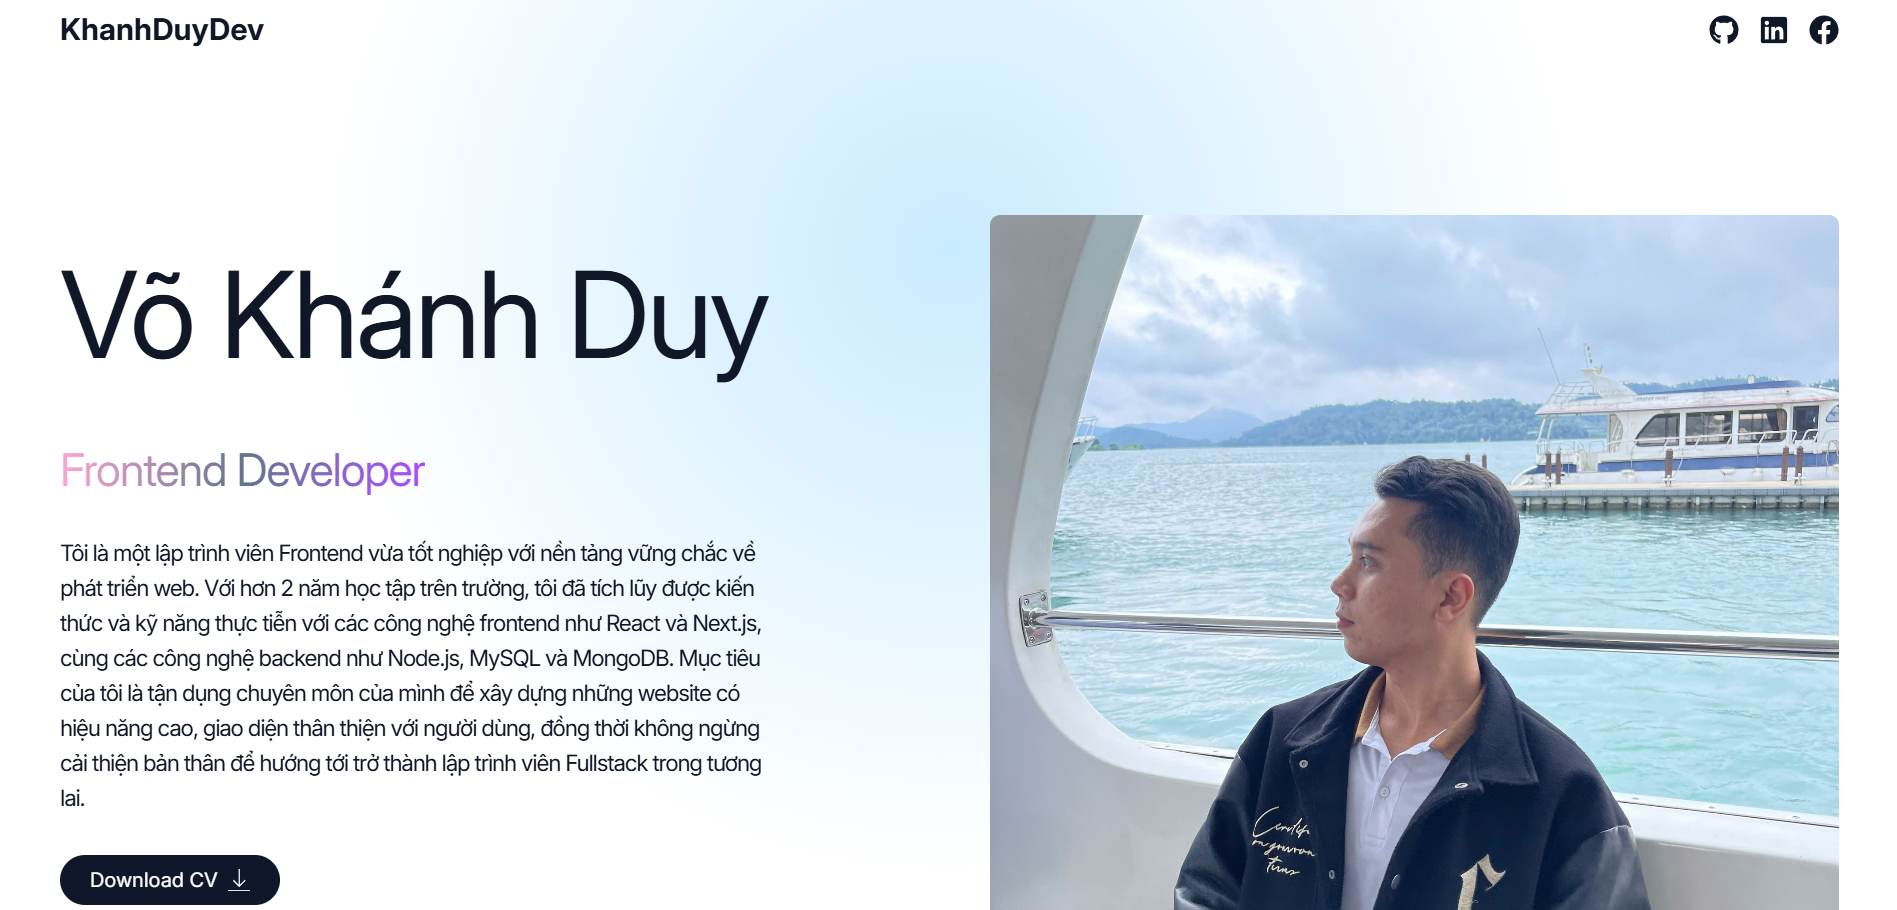 KhanhDuyDev
Võ Khánh Duy
Frontend Developer
Tôi là một lập trình viên Frontend vừa tốt nghiệp với nền tảng vững chắc về
phát triển web. Với hơn 2 năm học tập trên trường, tôi đã tích lũy được kiến
thức và kỹ năng thực tiễn với các công nghệ frontend như React và Next.js,
cùng các công nghệ backend như Node.js, MySQL và MongoDB. Mục tiêu
của tôi là tận dụng chuyên môn của mình để xây dựng những website có
hiệu năng cao, giao diện thân thiện với người dùng, đồng thời không ngừng
cải thiện bản thân để hướng tới trở thành lập trình viên Fullstack trong tương
lai.
Download CV